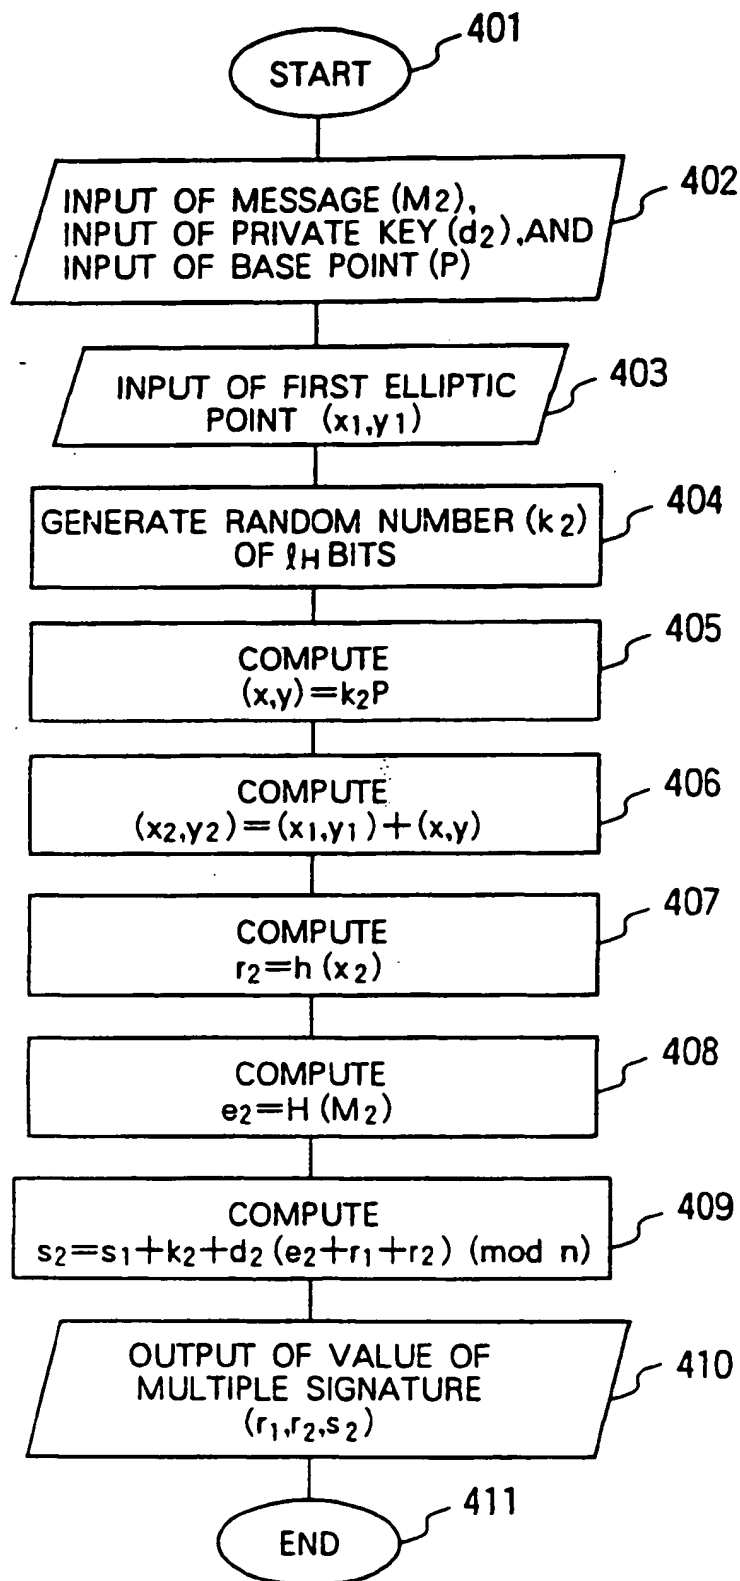 401
START
402
INPUT OF MESSAGE (M2),
INPUT OF PRIVATE KEY (d2), AND
INPUT OF BASE POINT (P)
403
INPUT OF FIRST ELLIPTIC
POINT (x1,y1)
404
GENERATE RANDOM NUMBER (k2)
OF ℓH BITS
405
COMPUTE
(x,y)=k2P
406
COMPUTE
(x2,y2)=(x1,y1)+(x,y)
407
COMPUTE
r2=h(x2)
408
COMPUTE
e2=H(M2)
409
COMPUTE
s2=s1+k2+d2(e2+r1+r2) (mod n)
410
OUTPUT OF VALUE OF
MULTIPLE SIGNATURE
(r1,r2,s2)
411
END